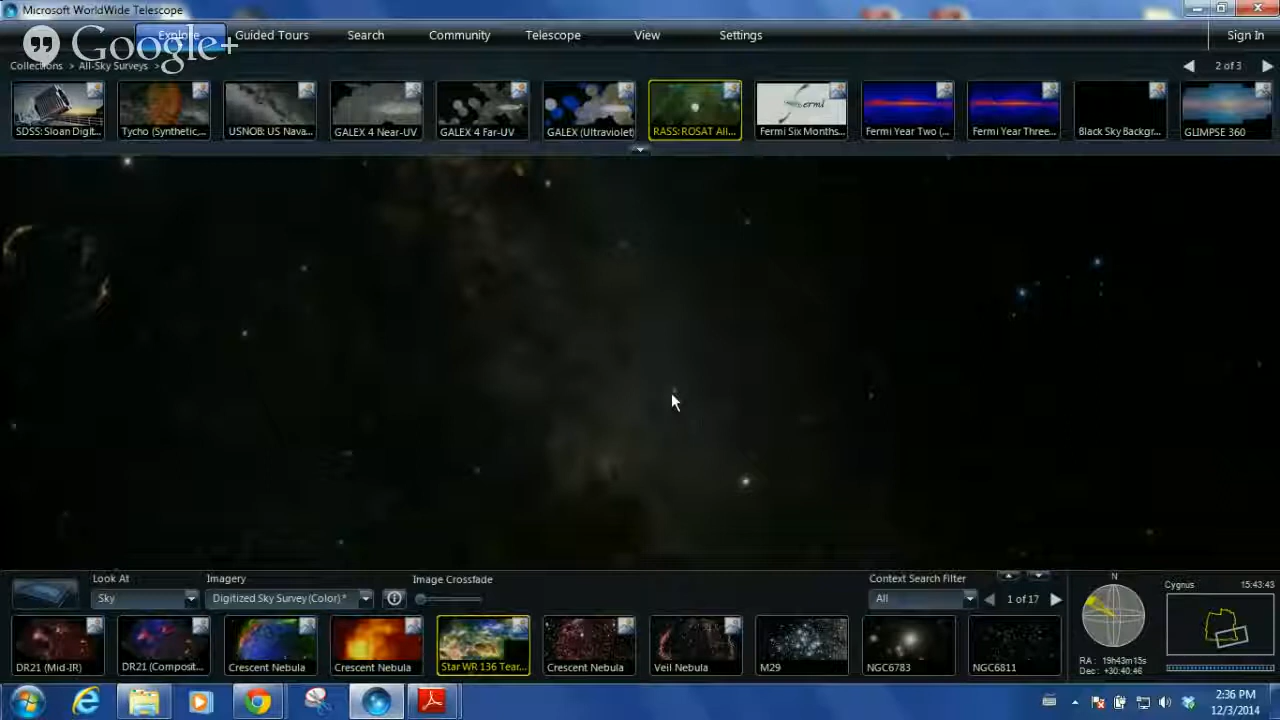 Microsoft WorldWide Telescope
Google+
Explore Guided Tours Search Community Telescope View Settings Sign In
Collections > All-Sky Surveys > 2 of 3
SDSS: Sloan Digit... Tycho (Synthetic,... USNOB: US Nava... GALEX 4 Near-UV GALEX 4 Far-UV GALEX (Ultraviolet) RASS: ROSAT All... Fermi Six Months... Fermi Year Two (... Fermi Year Three... Black Sky Backgr... GLIMPSE 360
Look At Imagery Image Crossfade Context Search Filter
Sky Digitized Sky Survey (Color) * All 1 of 17
N
Cygnus 15:43:43
DR21 (Mid-IR) DR21 (Composit... Crescent Nebula Crescent Nebula Star WR 136 Tear... Crescent Nebula Veil Nebula M29 NGC6783 NGC6811
RA : 19h43m15s
Dec : +30:40:46
2:36 PM
12/3/2014